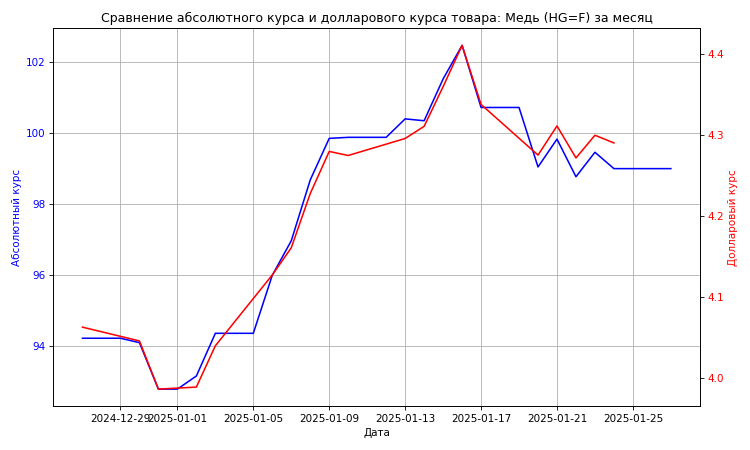 Сравнение абсолютного курса и долларового курса товара: Медь (HG=F) за месяц
Абсолютный курс
102
100
98
96
94
4.4
4.3
4.2
4.1
4.0
Долларовый курс
2024-12-29 2025-01-01 2025-01-05 2025-01-09 2025-01-13 2025-01-17 2025-01-21 2025-01-25
Дата